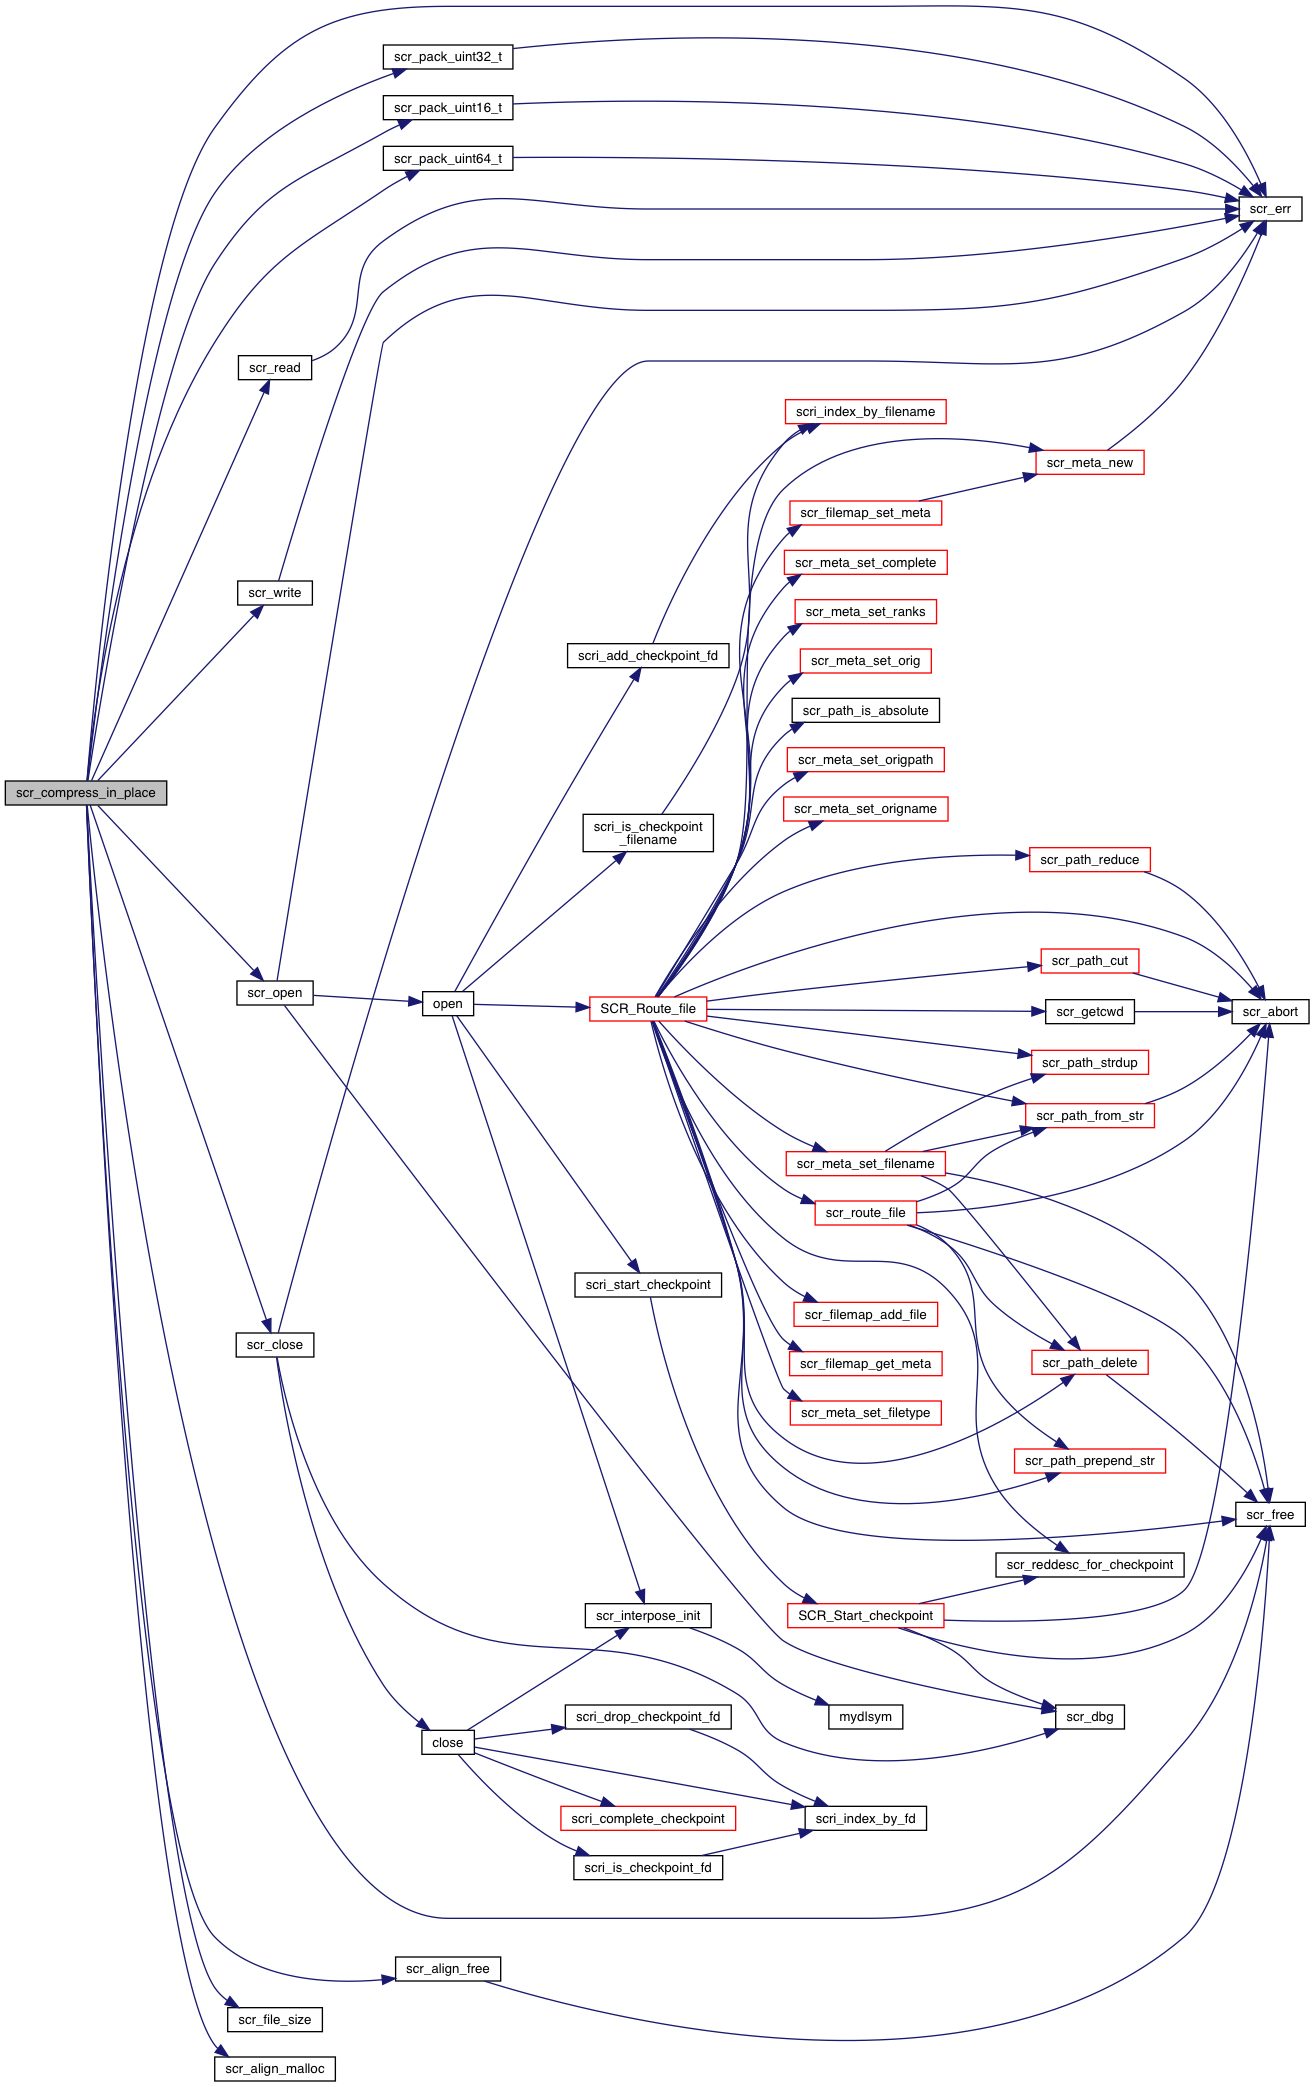 scr_pack_uint32_t
scr_pack_uint16_t
scr_pack_uint64_t
scr_err
scr_read
scri_index_by_filename
scr_meta_new
scr_filemap_set_meta
scr_meta_set_complete
scr_write
scr_meta_set_ranks
scri_add_checkpoint_fd
scr_meta_set_orig
scr_path_is_absolute
scr_meta_set_origpath
scr_compress_in_place
scr_meta_set_origname
scri_is_checkpoint
_filename
scr_path_reduce
scr_path_cut
scr_open
open
SCR_Route_file
scr_getcwd
scr_abort
scr_path_strdup
scr_path_from_str
scr_meta_set_filename
scr_route_file
scri_start_checkpoint
scr_filemap_add_file
scr_close
scr_filemap_get_meta
scr_path_delete
scr_meta_set_filetype
scr_path_prepend_str
scr_free
scr_reddesc_for_checkpoint
scr_interpose_init
SCR_Start_checkpoint
scri_drop_checkpoint_fd
mydlsym
scr_dbg
close
scri_complete_checkpoint
scri_index_by_fd
scri_is_checkpoint_fd
scr_align_free
scr_file_size
scr_align_malloc